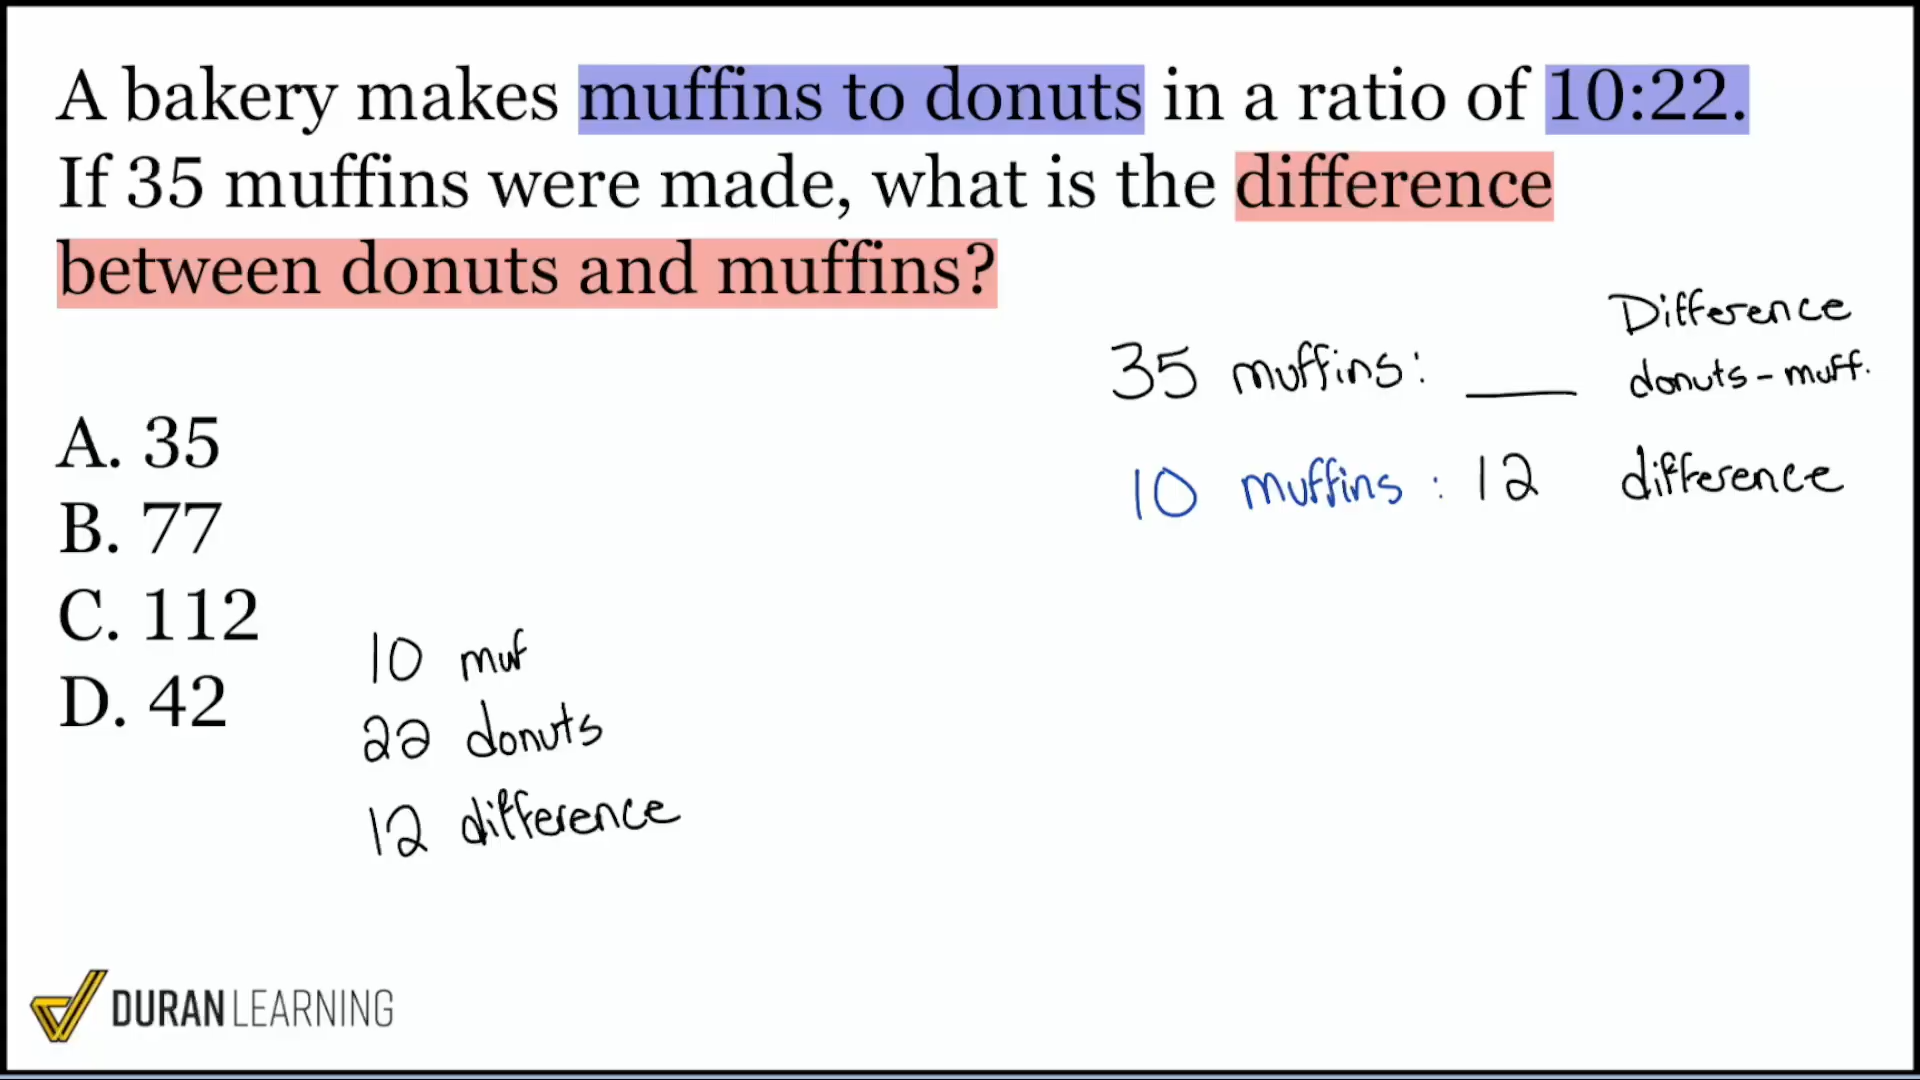 A bakery makes muffins to donuts in a ratio of 10:22.
If 35 muffins were made, what is the difference
between donuts and muffins?
Difference
35 muffins: ___ donuts - muff.
10 muffins : 12 difference
A. 35
B. 77
C. 112
D. 42
10 muf
22 donuts
12 difference
DURAN LEARNING